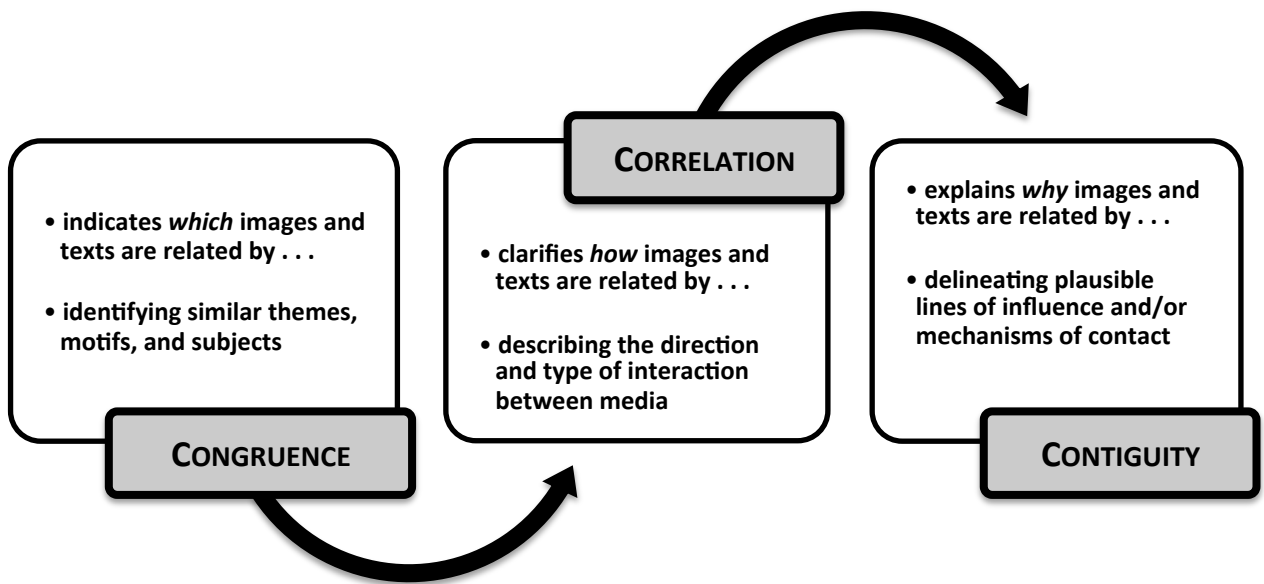 • indicates which images and
texts are related by . . .
• identifying similar themes,
motifs, and subjects
CONGRUENCE
CORRELATION
• clarifies how images and
texts are related by . . .
• describing the direction
and type of interaction
between media
• explains why images and
texts are related by . . .
• delineating plausible
lines of influence and/or
mechanisms of contact
CONTIGUITY